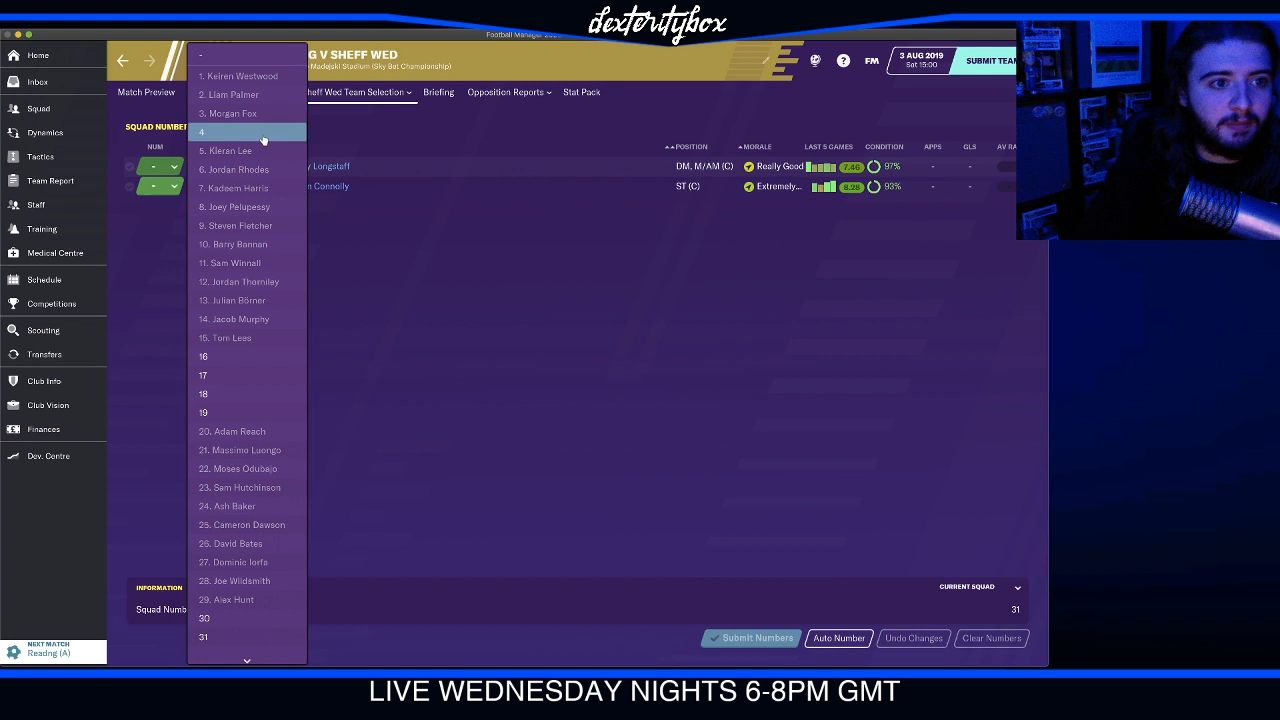 dexteritybox
Football Manager 202
Home
Inbox
Squad
Dynamics
Tactics
Team Report
Staff
Training
Medical Centre
Schedule
Competitions
Scouting
Transfers
Club Info
Club Vision
Finances
Dev. Centre
NEXT MATCH
Reading (A)
G V SHEFF WED
Madejski Stadium (Sky Bet Championship)
FM
3 AUG 2019
Sat 15:00
SUBMIT TEAM
Match Preview
heff Wed Team Selection
Briefing
Opposition Reports
Stat Pack
SQUAD NUMBER
NUM
POSITION
MORALE
LAST 5 GAMES
CONDITION
APPS
GLS
AV RA
-
y Longstaff
DM, M/AM (C)
Really Good
7.46
97%
-
-
-
n Connolly
ST (C)
Extremely...
8.28
93%
-
-
-
1. Keiren Westwood
2. Liam Palmer
3. Morgan Fox
4
5. Kieran Lee
6. Jordan Rhodes
7. Kadeem Harris
8. Joey Pelupessy
9. Steven Fletcher
10. Barry Bannan
11. Sam Winnall
12. Jordan Thorniley
13. Julian Börner
14. Jacob Murphy
15. Tom Lees
16
17
18
19
20. Adam Reach
21. Massimo Luongo
22. Moses Odubajo
23. Sam Hutchinson
24. Ash Baker
25. Cameron Dawson
26. David Bates
27. Dominic Iorfa
28. Joe Wildsmith
29. Alex Hunt
30
31
INFORMATION
CURRENT SQUAD
Squad Numb
31
Submit Numbers
Auto Number
Undo Changes
Clear Numbers
LIVE WEDNESDAY NIGHTS 6-8PM GMT